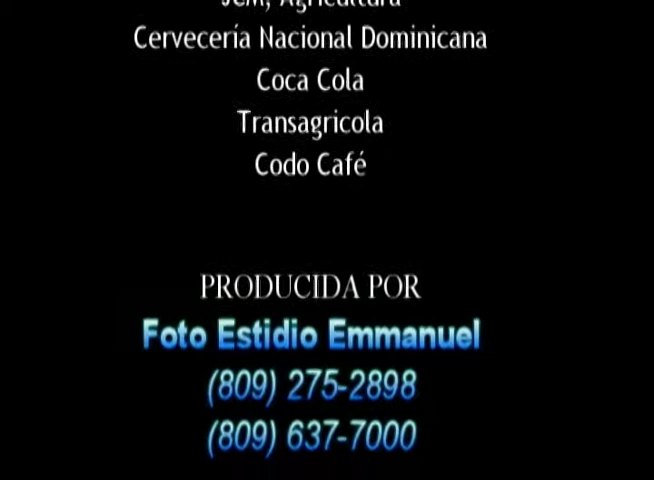 Agricultura
Cervecería Nacional Dominicana
Coca Cola
Transagricola
Codo Café
PRODUCIDA POR
Foto Estidio Emmanuel
(809) 275-2898
(809) 637-7000